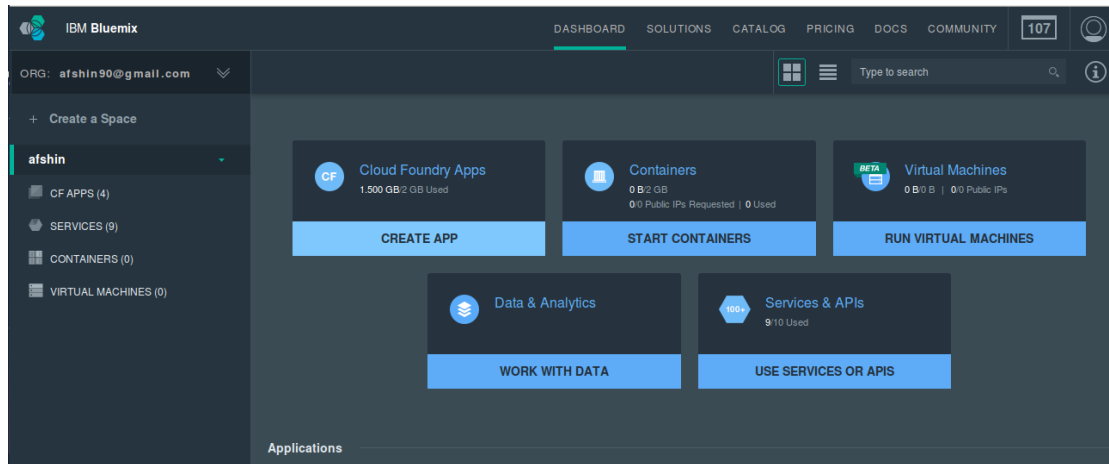 IBM Bluemix
DASHBOARD SOLUTIONS CATALOG PRICING DOCS COMMUNITY 107
ORG: afshin90@gmail.com
Type to search
+ Create a Space
afshin
CF APPS (4)
SERVICES (9)
CONTAINERS (0)
VIRTUAL MACHINES (0)
CF
Cloud Foundry Apps
1.500 GB/2 GB Used
CREATE APP
Containers
0 B/2 GB
0/0 Public IPs Requested | 0 Used
START CONTAINERS
BETA
Virtual Machines
0 B/0 B | 0/0 Public IPs
RUN VIRTUAL MACHINES
Data & Analytics
WORK WITH DATA
100+
Services & APIs
9/10 Used
USE SERVICES OR APIS
Applications